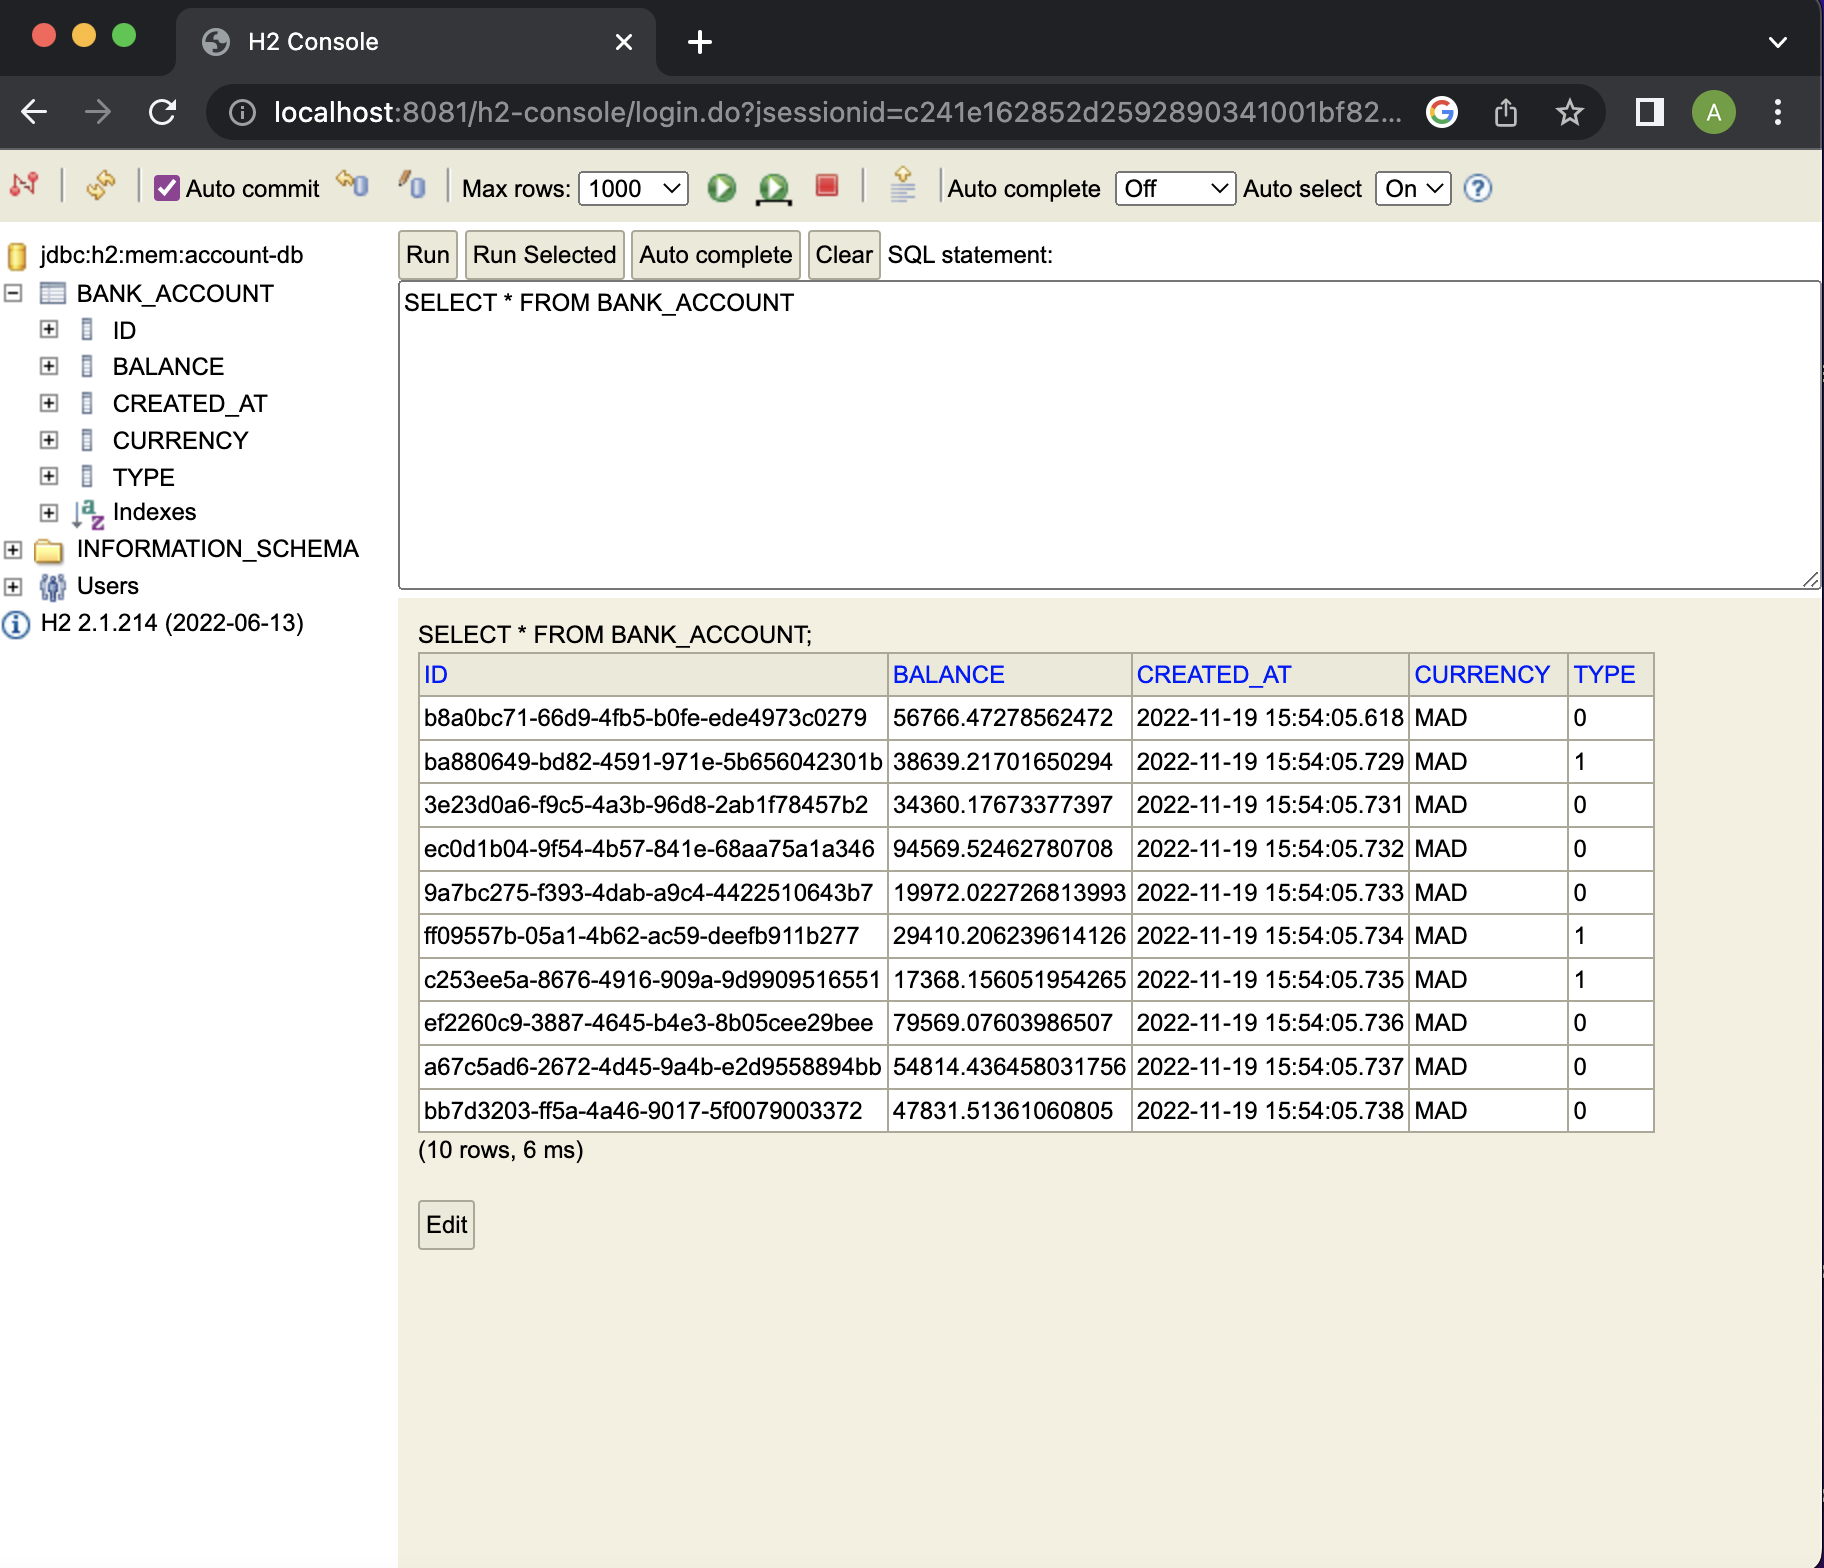 H2 Console
localhost:8081/h2-console/login.do?jsessionid=c241e162852d2592890341001bf82...
A
Auto commit Max rows: 1000 Auto complete Off Auto select On
jdbc:h2:mem:account-db
BANK_ACCOUNT
ID
BALANCE
CREATED_AT
CURRENCY
TYPE
Indexes
INFORMATION_SCHEMA
Users
H2 2.1.214 (2022-06-13)
Run Run Selected Auto complete Clear SQL statement:
SELECT * FROM BANK_ACCOUNT
SELECT * FROM BANK_ACCOUNT;
ID BALANCE CREATED_AT CURRENCY TYPE
b8a0bc71-66d9-4fb5-b0fe-ede4973c0279 56766.47278562472 2022-11-19 15:54:05.618 MAD 0
ba880649-bd82-4591-971e-5b656042301b 38639.21701650294 2022-11-19 15:54:05.729 MAD 1
3e23d0a6-f9c5-4a3b-96d8-2ab1f78457b2 34360.17673377397 2022-11-19 15:54:05.731 MAD 0
ec0d1b04-9f54-4b57-841e-68aa75a1a346 94569.52462780708 2022-11-19 15:54:05.732 MAD 0
9a7bc275-f393-4dab-a9c4-4422510643b7 19972.022726813993 2022-11-19 15:54:05.733 MAD 0
ff09557b-05a1-4b62-ac59-deefb911b277 29410.206239614126 2022-11-19 15:54:05.734 MAD 1
c253ee5a-8676-4916-909a-9d9909516551 17368.156051954265 2022-11-19 15:54:05.735 MAD 1
ef2260c9-3887-4645-b4e3-8b05cee29bee 79569.07603986507 2022-11-19 15:54:05.736 MAD 0
a67c5ad6-2672-4d45-9a4b-e2d9558894bb 54814.436458031756 2022-11-19 15:54:05.737 MAD 0
bb7d3203-ff5a-4a46-9017-5f0079003372 47831.51361060805 2022-11-19 15:54:05.738 MAD 0
(10 rows, 6 ms)
Edit